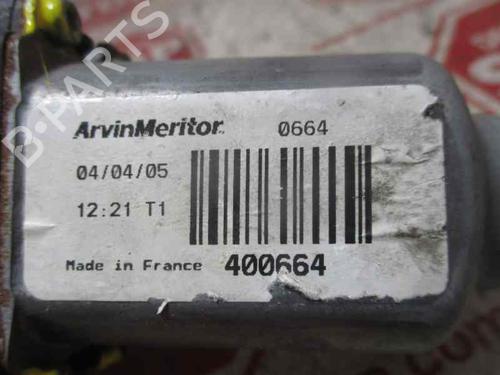 ArvinMeritor 0664
04/04/05
12:21 T1
Made in France 400664
B-PARTS